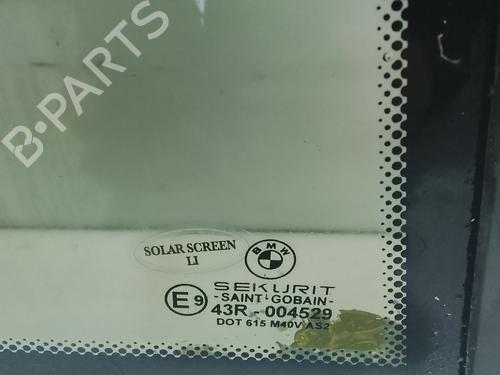 B-PARTS
SOLAR SCREEN
LI
BMW
SEKURIT
-SAINT-GOBAIN-
E9
43R-004529
DOT 615 M40V AS2